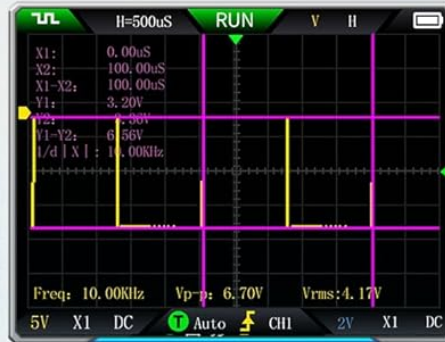 H=500uS RUN V H
X1: 0.00uS
X2: 100.00uS
X1-X2: 100.00uS
Y1: 3.20V
Y2: -3.36V
Y1-Y2: 6.56V
1/d|X|: 10.00KHz
Freq: 10.00KHz Vp-p: 6.70V Vrms:4.17V
5V X1 DC T Auto CH1 2V X1 DC